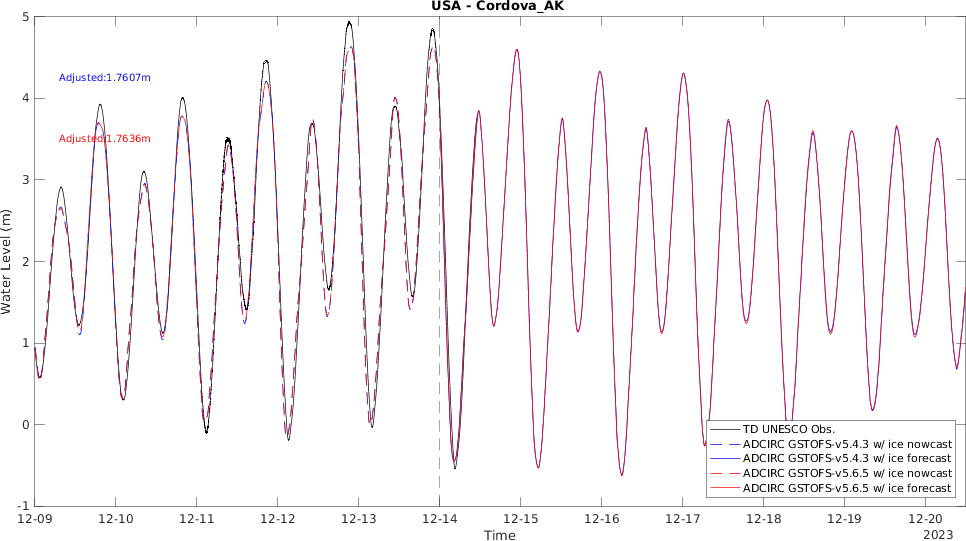 USA - Cordova_AK
5
4
3
2
1
0
-1
Water Level (m)
Adjusted:1.7607m
Adjusted:1.7636m
TD UNESCO Obs.
ADCIRC GSTOFS-v5.4.3 w/ ice nowcast
ADCIRC GSTOFS-v5.4.3 w/ ice forecast
ADCIRC GSTOFS-v5.6.5 w/ ice nowcast
ADCIRC GSTOFS-v5.6.5 w/ ice forecast
12-09 12-10 12-11 12-12 12-13 12-14 12-15 12-16 12-17 12-18 12-19 12-20
Time
2023